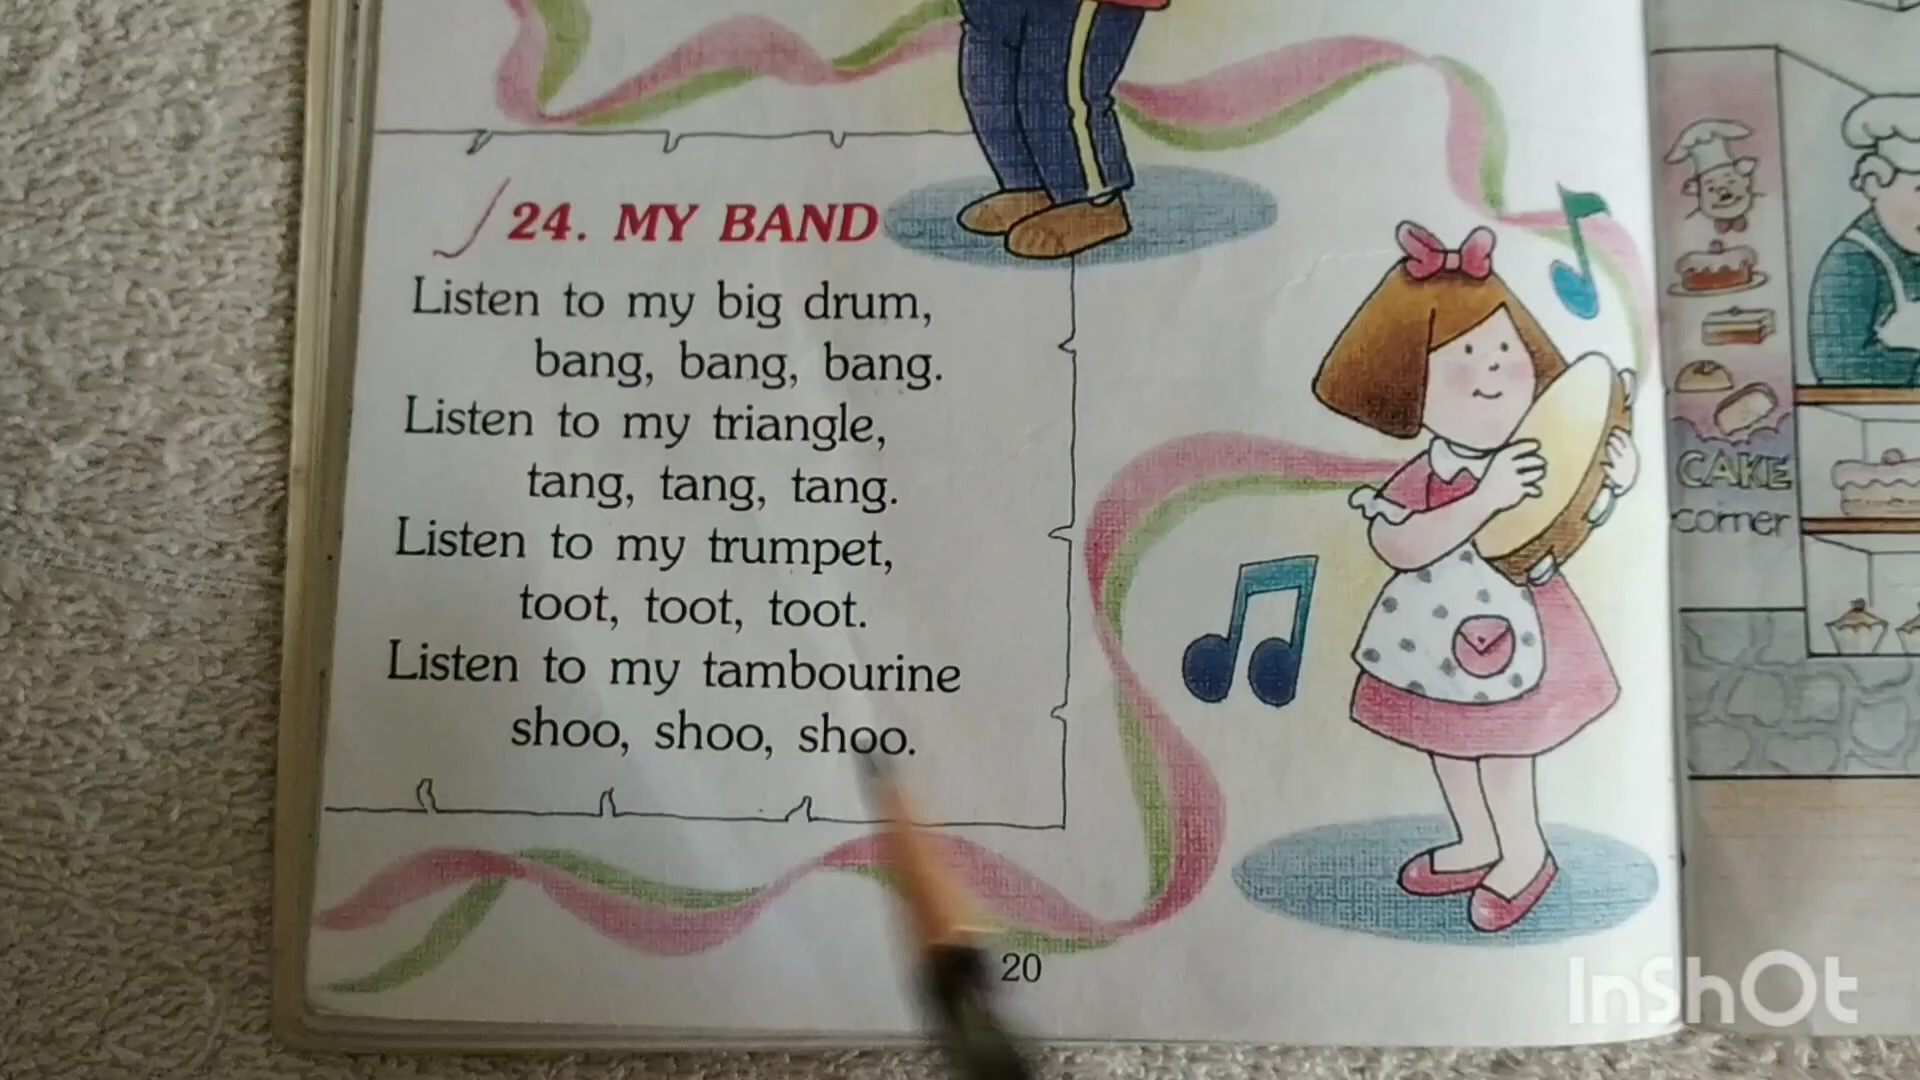 24. MY BAND
Listen to my big drum,
bang, bang, bang.
Listen to my triangle,
tang, tang, tang.
Listen to my trumpet,
toot, toot, toot.
Listen to my tambourine
shoo, shoo, shoo.
20
CAKE
corner
InShOt